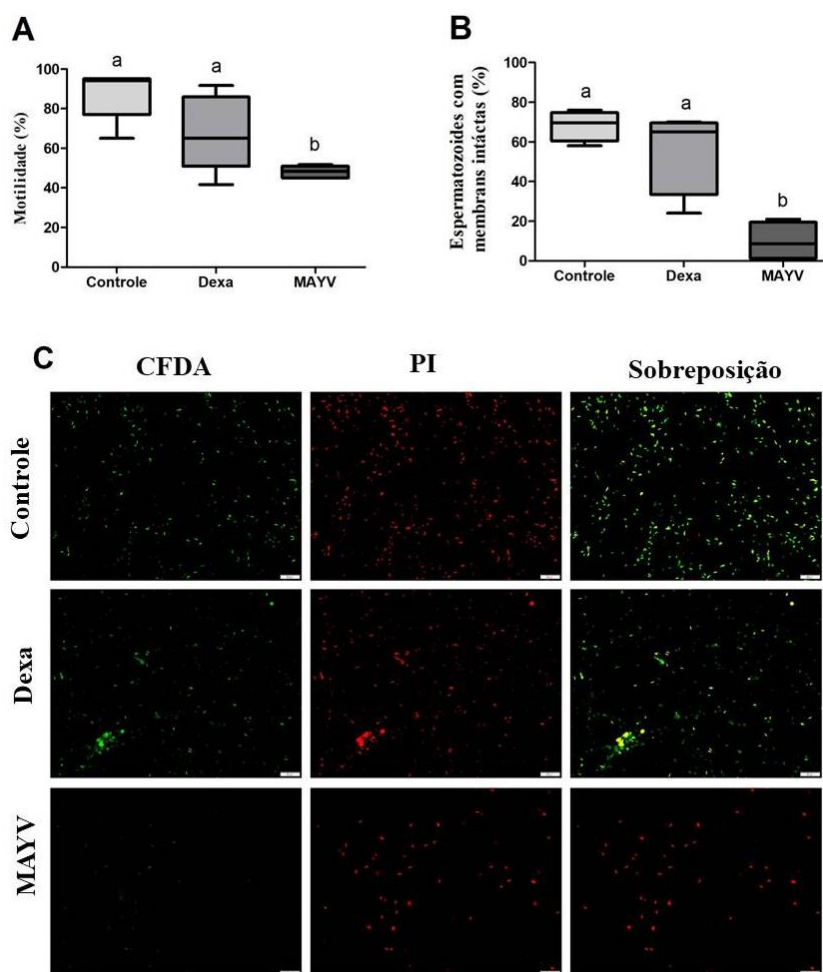 A
a
a
b
Motilidade (%)
100
80
60
40
20
0
Controle Dexa MAYV
B
a
a
b
Espermatozoides com
membrans intáctas (%)
100
80
60
40
20
0
Controle Dexa MAYV
C
CFDA PI Sobreposição
Controle
Dexa
MAYV